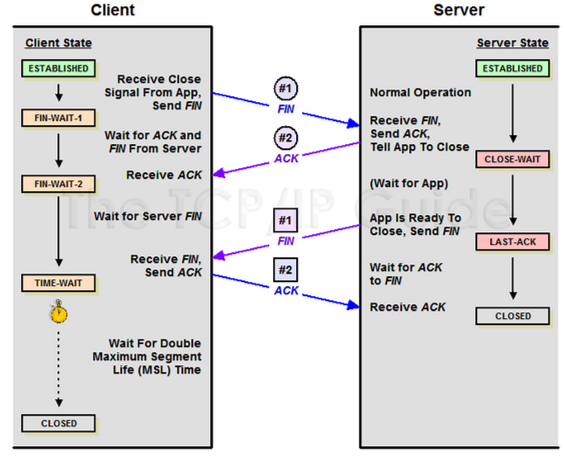 Client
Server
Client State
Server State
ESTABLISHED
Receive Close
Signal From App,
Send FIN
#1
FIN
Normal Operation
ESTABLISHED
FIN-WAIT-1
Wait for ACK and
FIN From Server
#2
ACK
Receive FIN,
Send ACK,
Tell App To Close
CLOSE-WAIT
FIN-WAIT-2
Receive ACK
(Wait for App)
The TCP/IP Guide
Wait for Server FIN
#1
FIN
App Is Ready To
Close, Send FIN
LAST-ACK
Receive FIN,
Send ACK
#2
ACK
Wait for ACK
to FIN
TIME-WAIT
Receive ACK
CLOSED
Wait For Double
Maximum Segment
Life (MSL) Time
CLOSED